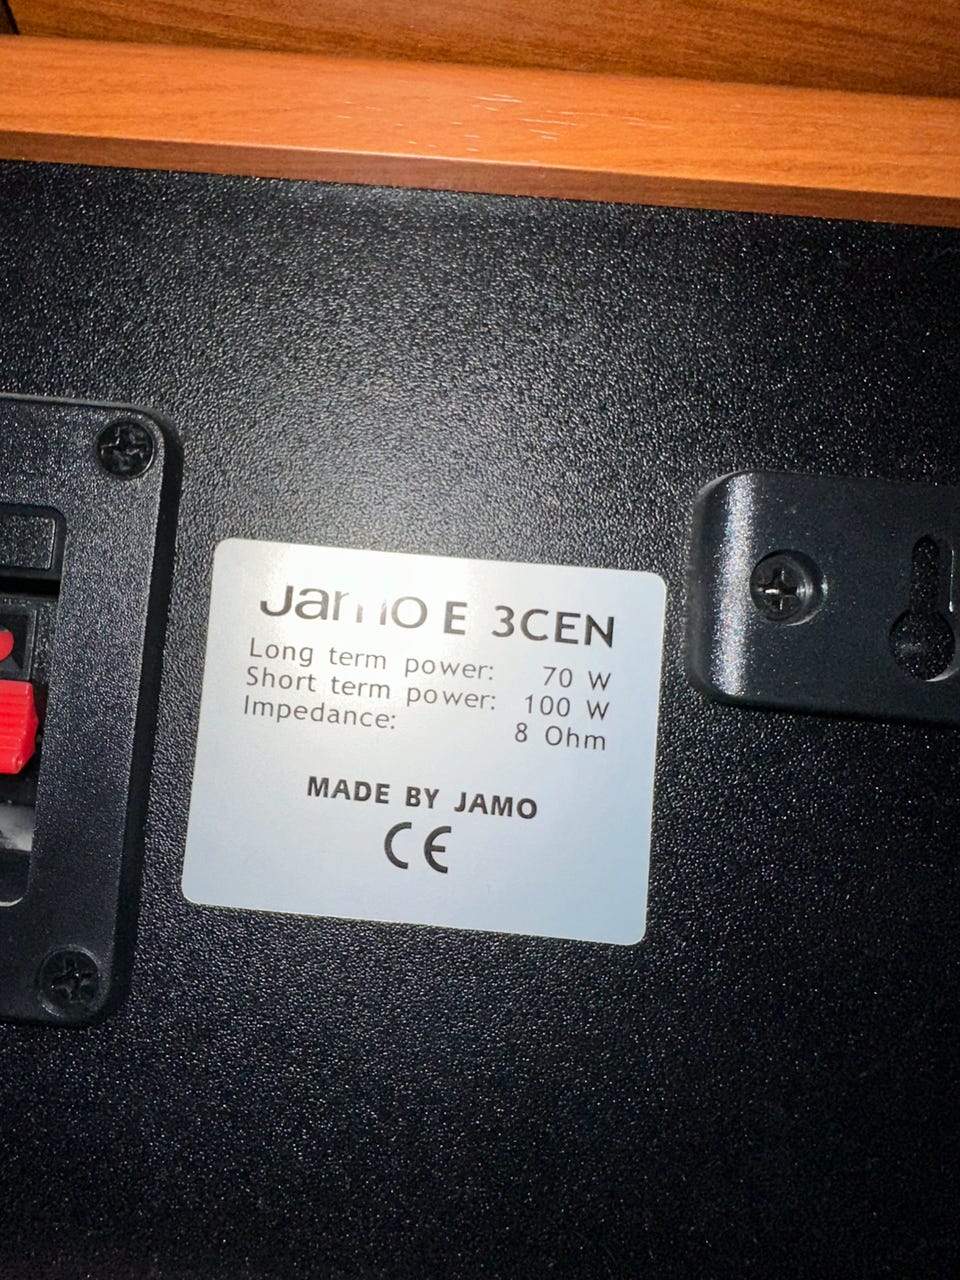 Jamo E 3CEN
Long term power: 70 W
Short term power: 100 W
Impedance: 8 Ohm
MADE BY JAMO
CE